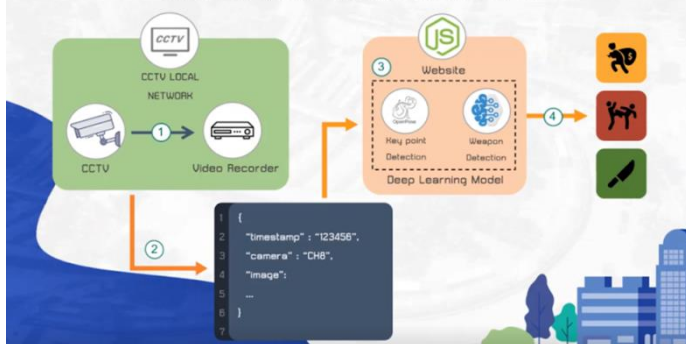 CCTV
CCTV LOCAL
NETWORK
1
CCTV
Video Recorder
2
1 {
2 "timestamp" : "123456",
3 "camera" : "CH8",
4 "image":
5 ...
6 }
7
JS
3
Website
OpenPose
Key point
Detection
Weapon
Detection
Deep Learning Model
4
$